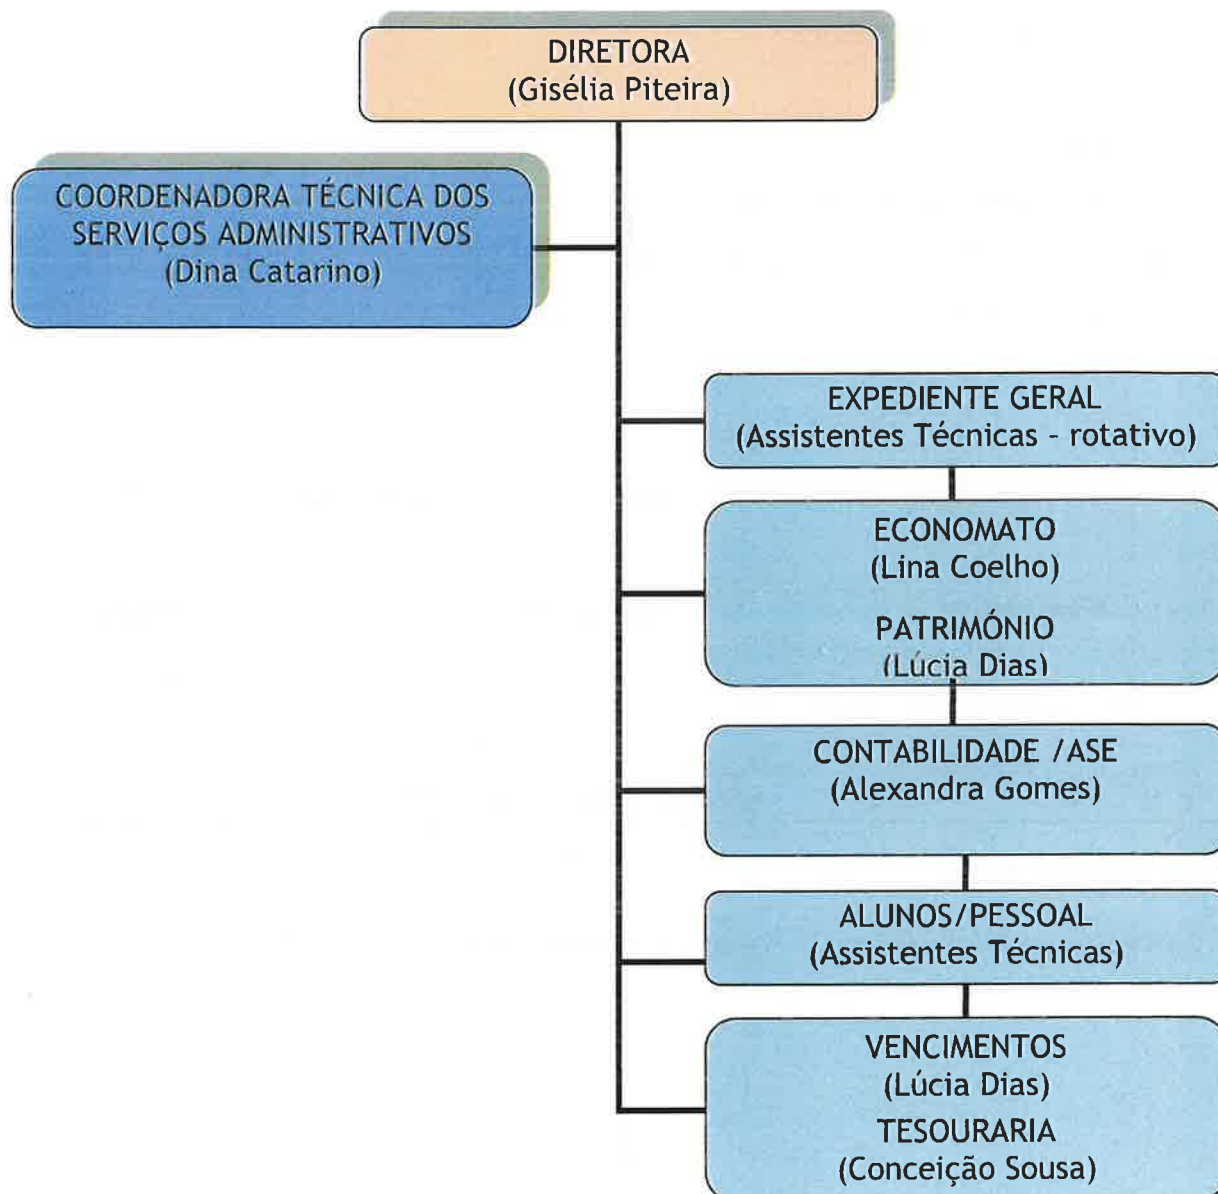 DIRETORA
(Gisélia Piteira)
COORDENADORA TÉCNICA DOS
SERVIÇOS ADMINISTRATIVOS
(Dina Catarino)
EXPEDIENTE GERAL
(Assistentes Técnicas - rotativo)
ECONOMATO
(Lina Coelho)
PATRIMÓNIO
(Lúcia Dias)
CONTABILIDADE /ASE
(Alexandra Gomes)
ALUNOS/PESSOAL
(Assistentes Técnicas)
VENCIMENTOS
(Lúcia Dias)
TESOURARIA
(Conceição Sousa)